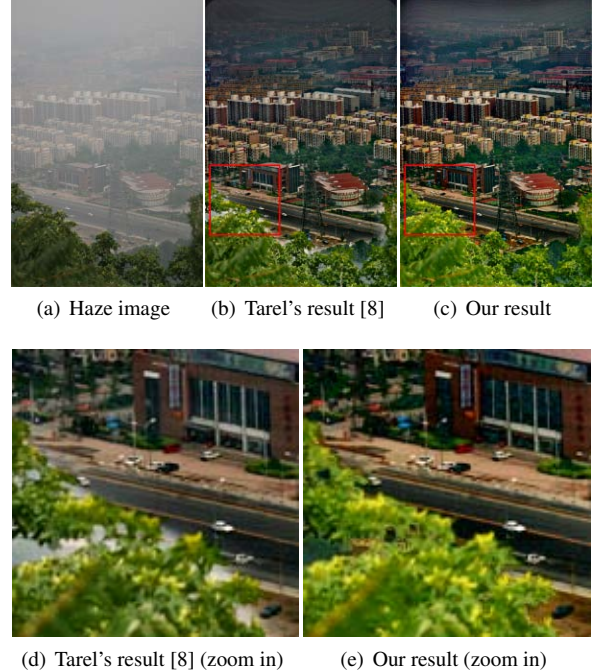 (a) Haze image
(b) Tarel's result [8]
(c) Our result
(d) Tarel's result [8] (zoom in)
(e) Our result (zoom in)